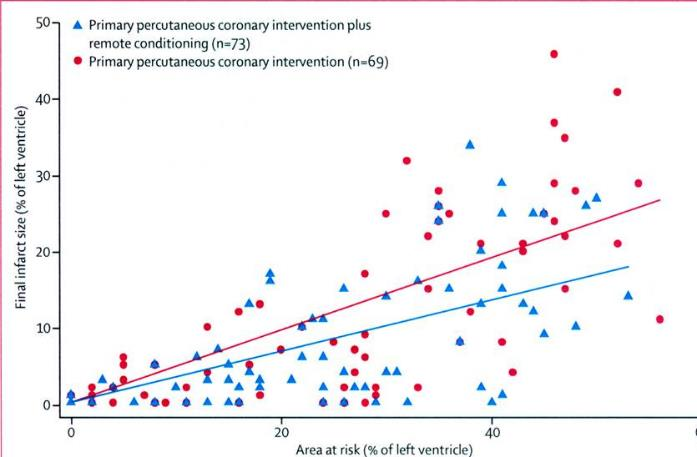 50
Primary percutaneous coronary intervention plus
remote conditioning (n=73)
Primary percutaneous coronary intervention (n=69)
40
30
20
10
0
Final infarct size (% of left ventricle)
0
20
40
Area at risk (% of left ventricle)